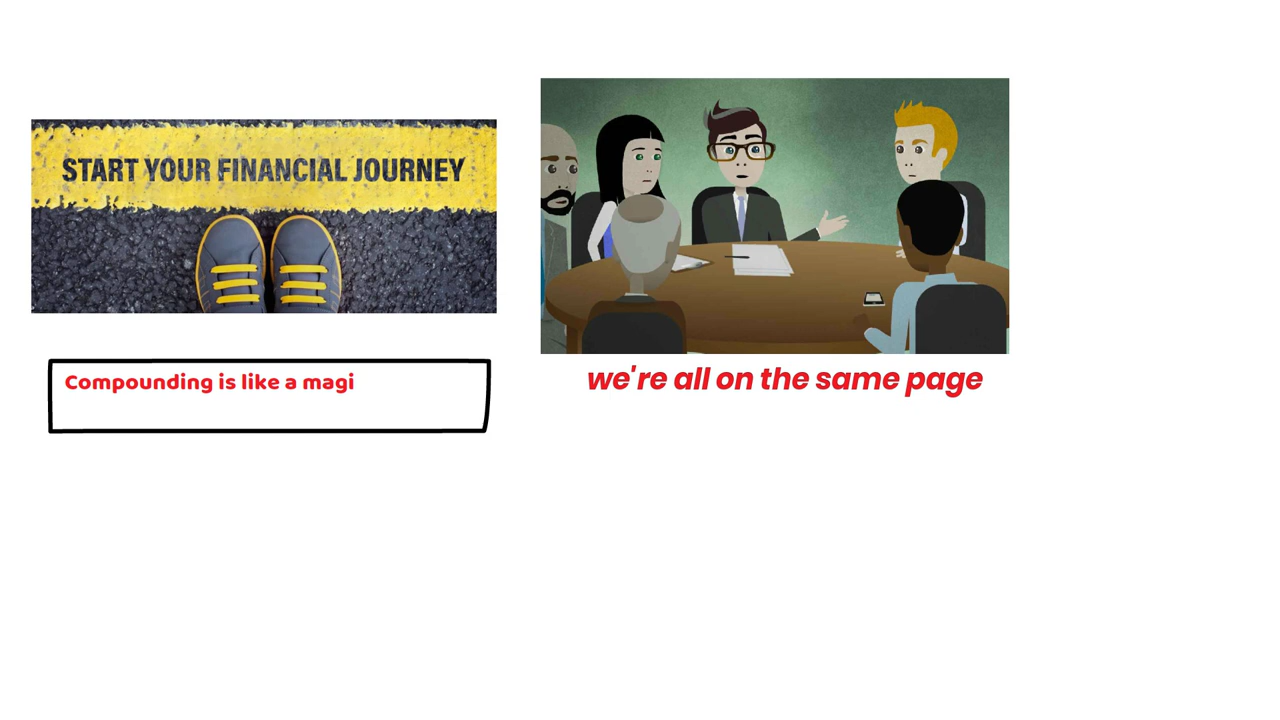 START YOUR FINANCIAL JOURNEY
Compounding is like a magi
we're all on the same page